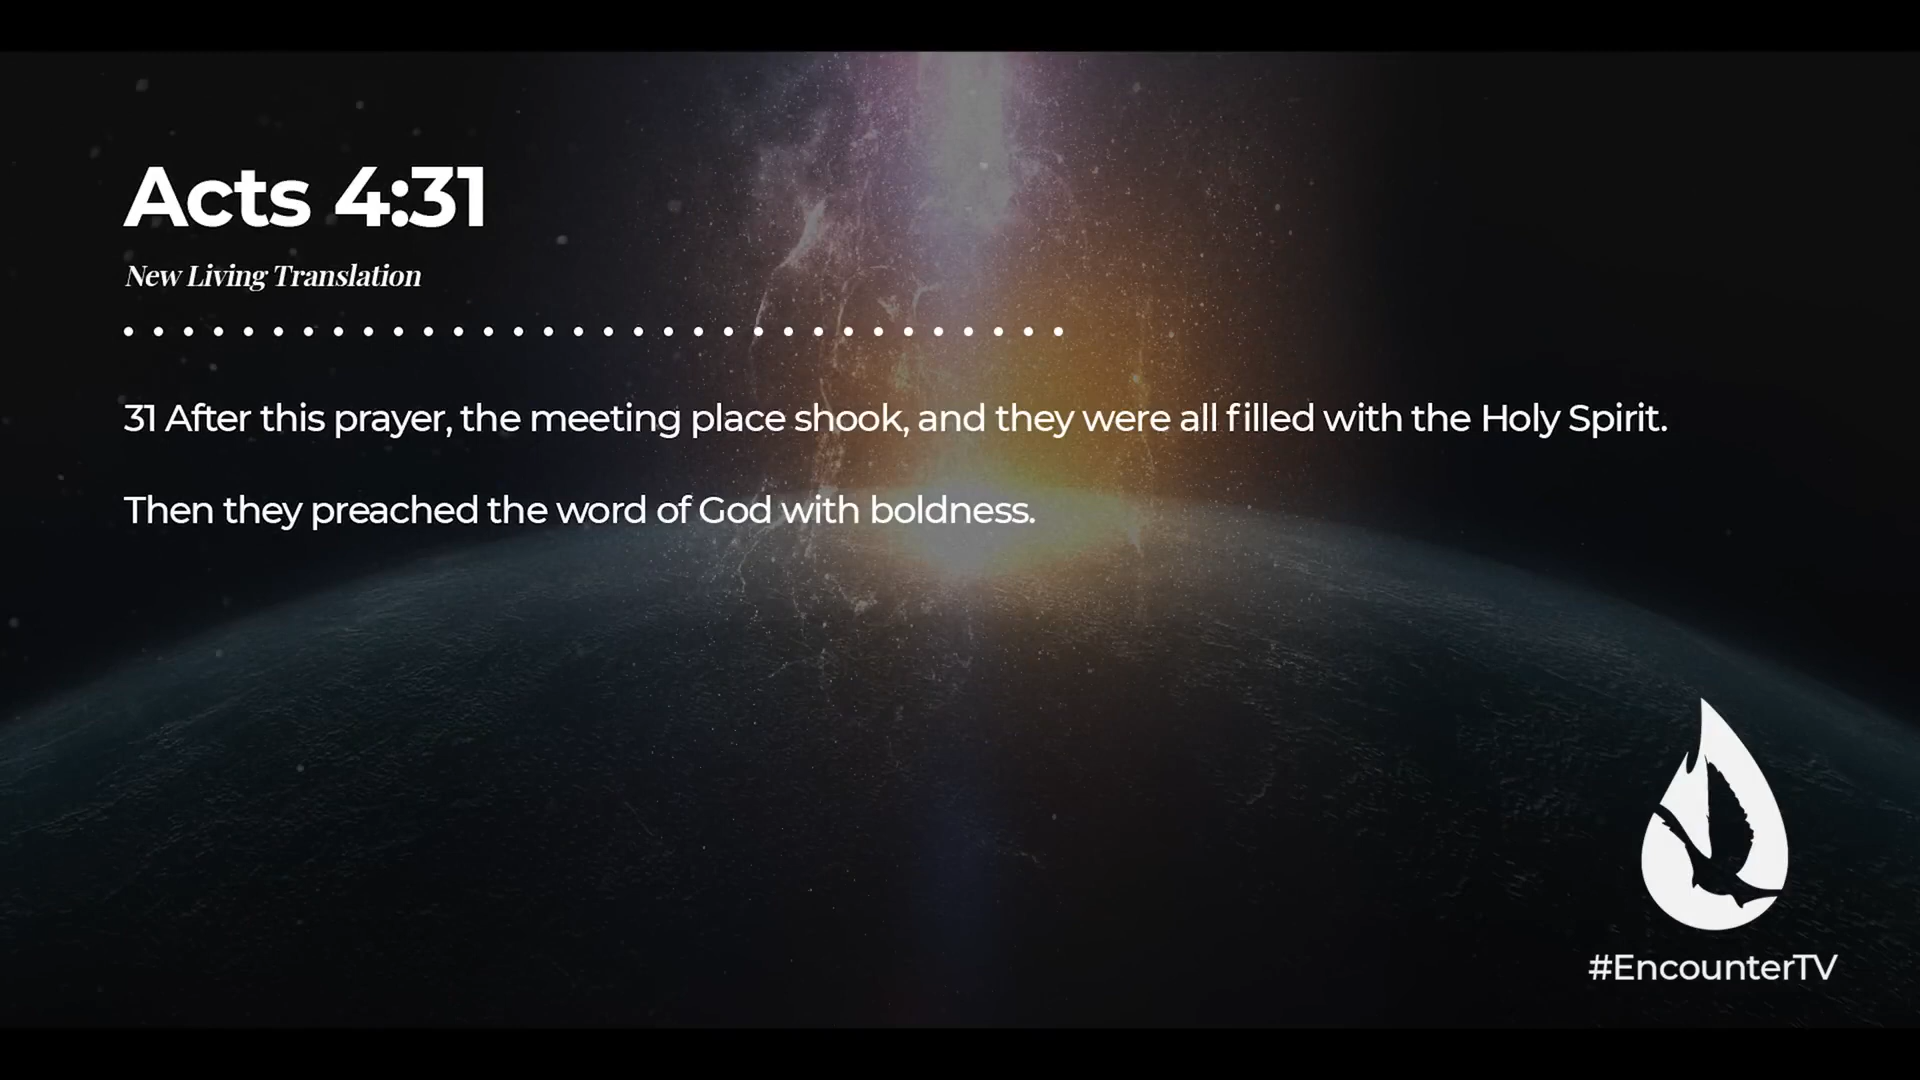 Acts 4:31
New Living Translation
31 After this prayer, the meeting place shook, and they were all filled with the Holy Spirit.
Then they preached the word of God with boldness.
#EncounterTV